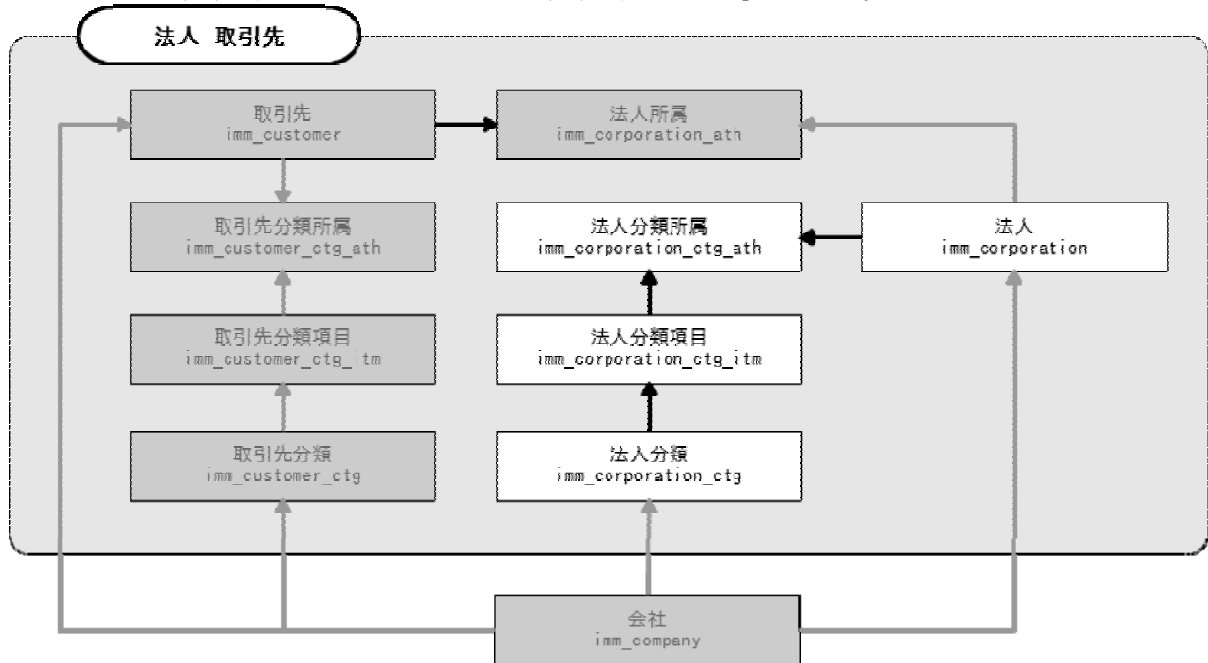 法人 取引先
取引先
imm_customer
法人所属
imm_corporation_ath
取引先分類所属
imm_customer_ctg_ath
法人分類所属
imm_corporation_ctg_ath
法人
imm_corporation
取引先分類項目
imm_customer_ctg_itm
法人分類項目
imm_corporation_ctg_itm
取引先分類
imm_customer_ctg
法人分類
imm_corporation_ctg
会社
imm_company